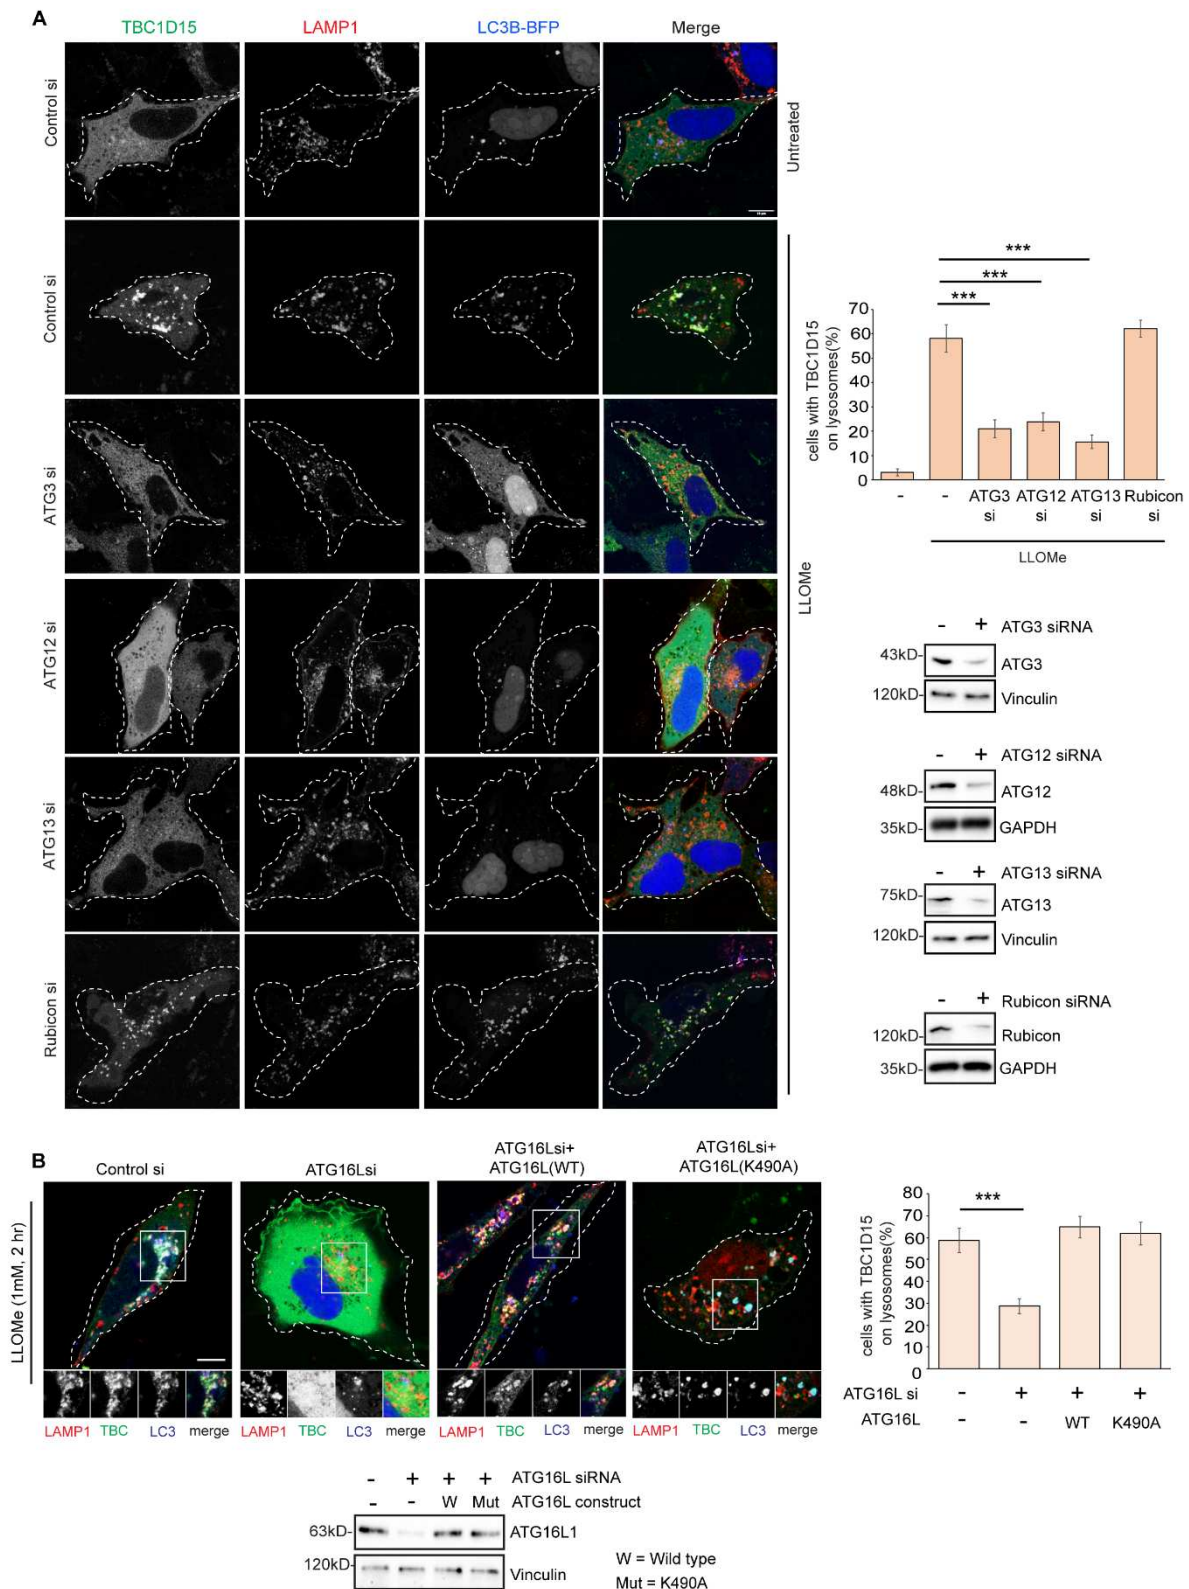 A
TBC1D15 LAMP1 LC3B-BFP Merge
Control si
Untreated
Control si
ATG3 si
ATG12 si
ATG13 si
Rubicon si
LLOMe
cells with TBC1D15
on lysosomes(%)
70
60
50
40
30
20
10
0
*** 
***
***
- - ATG3 ATG12 ATG13 Rubicon
si si si si
LLOMe
- + ATG3 siRNA
43kD- ATG3
120kD- Vinculin
- + ATG12 siRNA
48kD- ATG12
35kD- GAPDH
- + ATG13 siRNA
75kD- ATG13
120kD- Vinculin
- + Rubicon siRNA
120kD- Rubicon
35kD- GAPDH
B
Control si
ATG16Lsi
ATG16Lsi+
ATG16L(WT)
ATG16Lsi+
ATG16L(K490A)
LLOMe (1mM, 2 hr)
LAMP1 TBC LC3 merge
LAMP1 TBC LC3 merge
LAMP1 TBC LC3 merge
LAMP1 TBC LC3 merge
cells with TBC1D15
on lysosomes(%)
80
70
60
50
40
30
20
10
0
***
ATG16L si - + + +
ATG16L - - WT K490A
- + + + ATG16L siRNA
- - W Mut ATG16L construct
63kD- ATG16L1
120kD- Vinculin
W = Wild type
Mut = K490A